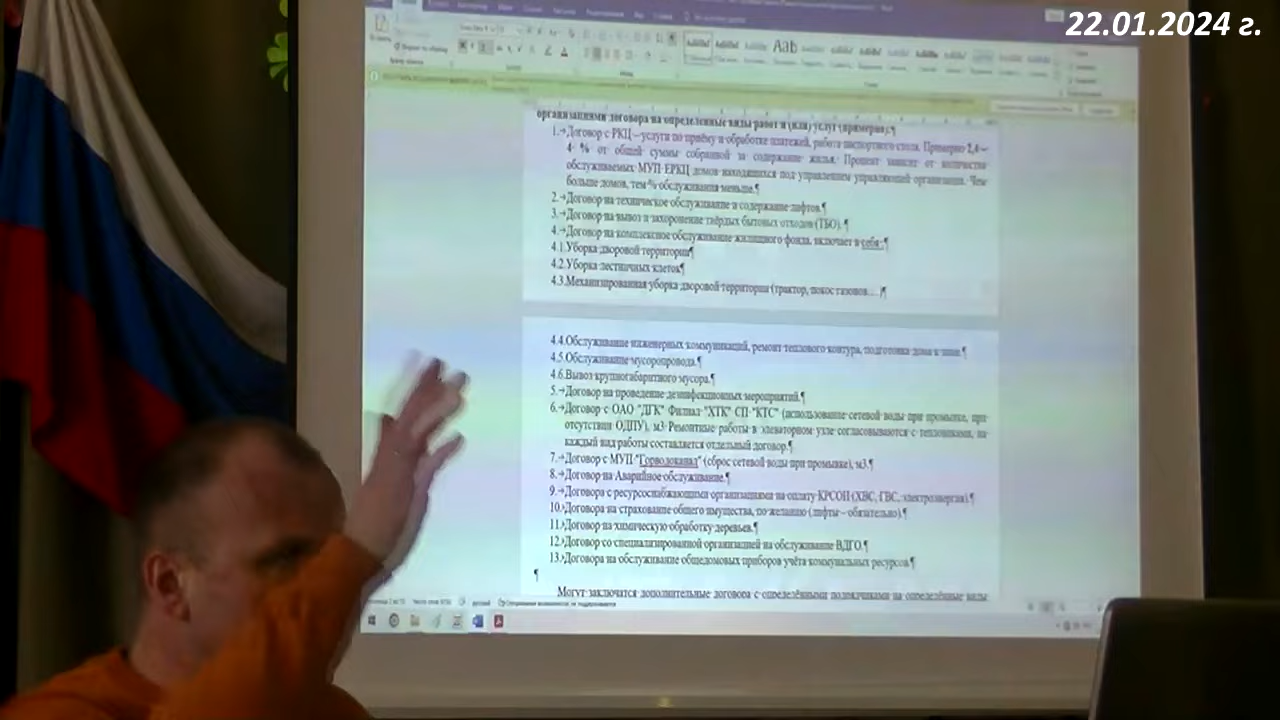 22.01.2024 г.
организациями договора на определенные виды работ и (или) услуг (примерно):¶
1.→Договор с РКЦ – услуги по приёму и обработке платежей, работа паспортного стола. Примерно 2,4 –
4 % от общей суммы собранной за содержание жилья. Процент зависит от количества
обслуживаемых МУП ЕРКЦ домов находящихся под управлением управляющей организации. Чем
больше домов, тем % обслуживания меньше.¶
2.→Договор на техническое обслуживание и содержание лифтов.¶
3.→Договор на вывоз и захоронение твёрдых бытовых отходов (ТБО).¶
4.→Договор на комплексное обслуживание жилищного фонда, включает в себя:¶
4.1.Уборка дворовой территории¶
4.2.Уборка лестничных клеток¶
4.3.Механизированная уборка дворовой территории (трактор, покос газонов....)¶
4.4.Обслуживание инженерных коммуникаций, ремонт теплового контура, подготовка дома к зиме.¶
4.5.Обслуживание мусоропровода.¶
4.6.Вывоз крупногабаритного мусора.¶
5.→Договор на проведение дезинфекционных мероприятий.¶
6.→Договор с ОАО "ДГК" Филиал "ХТК" СП "КТС" (использование сетевой воды при промывке, при
отсутствии ОДПУ), м3 Ремонтные работы в элеваторном узле согласовываются с тепловиками, на
каждый вид работы составляется отдельный договор.¶
7.→Договор с МУП "Горводоканал" (сброс сетевой воды при промывке), м3.¶
8.→Договор на Аварийное обслуживание.¶
9.→Договора с ресурсоснабжающими организациями на оплату КРСОИ (ХВС, ГВС, электроэнергия).¶
10.Договора на страхование общего имущества, по желанию (лифты – обязательно).¶
11.Договор на химическую обработку деревьев.¶
12.Договор со специализированной организацией на обслуживание ВДГО.¶
13.Договора на обслуживание общедомовых приборов учёта коммунальных ресурсов¶
¶
Могут заключатся дополнительные договора с определёнными подрядчиками на определённые виды